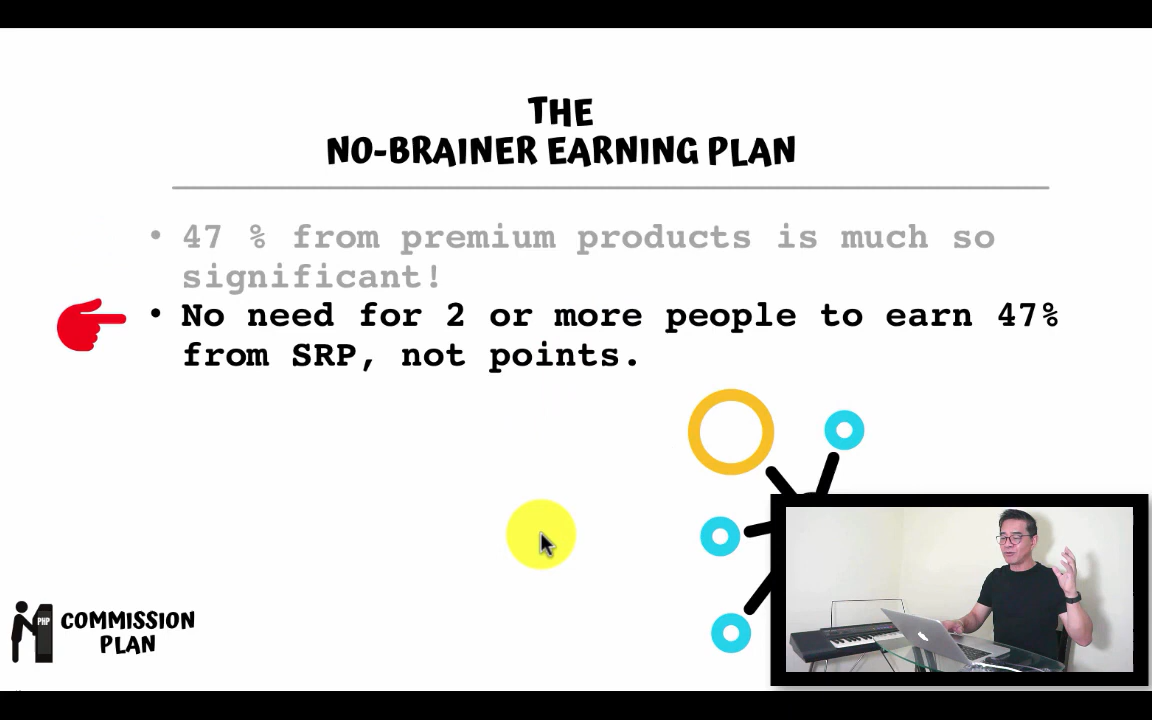 THE
NO-BRAINER EARNING PLAN
• 47 % from premium products is much so
significant!
• No need for 2 or more people to earn 47%
from SRP, not points.
PHP
COMMISSION
PLAN